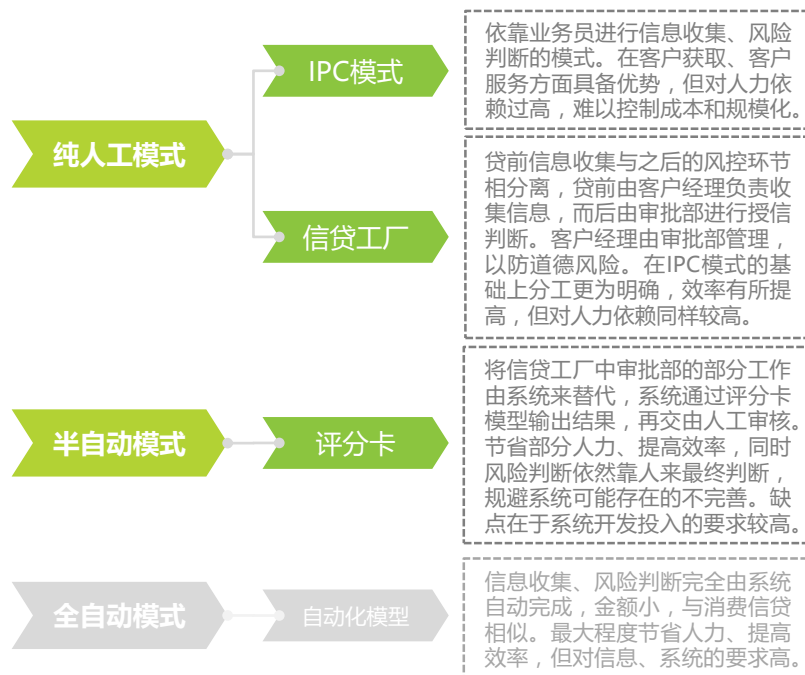 纯人工模式
IPC模式
依靠业务员进行信息收集、风险
判断的模式。在客户获取、客户
服务方面具备优势，但对人力依
赖过高，难以控制成本和规模化。
信贷工厂
贷前信息收集与之后的风控环节
相分离，贷前由客户经理负责收
集信息，而后由审批部进行授信
判断。客户经理由审批部管理，
以防道德风险。在IPC模式的基
础上分工更为明确，效率有所提
高，但对人力依赖同样较高。
半自动模式
评分卡
将信贷工厂中审批部的部分工作
由系统来替代，系统通过评分卡
模型输出结果，再交由人工审核。
节省部分人力、提高效率，同时
风险判断依然靠人来最终判断，
规避系统可能存在的不完善。缺
点在于系统开发投入的要求较高。
全自动模式
自动化模型
信息收集、风险判断完全由系统
自动完成，金额小，与消费信贷
相似。最大程度节省人力、提高
效率，但对信息、系统的要求高。